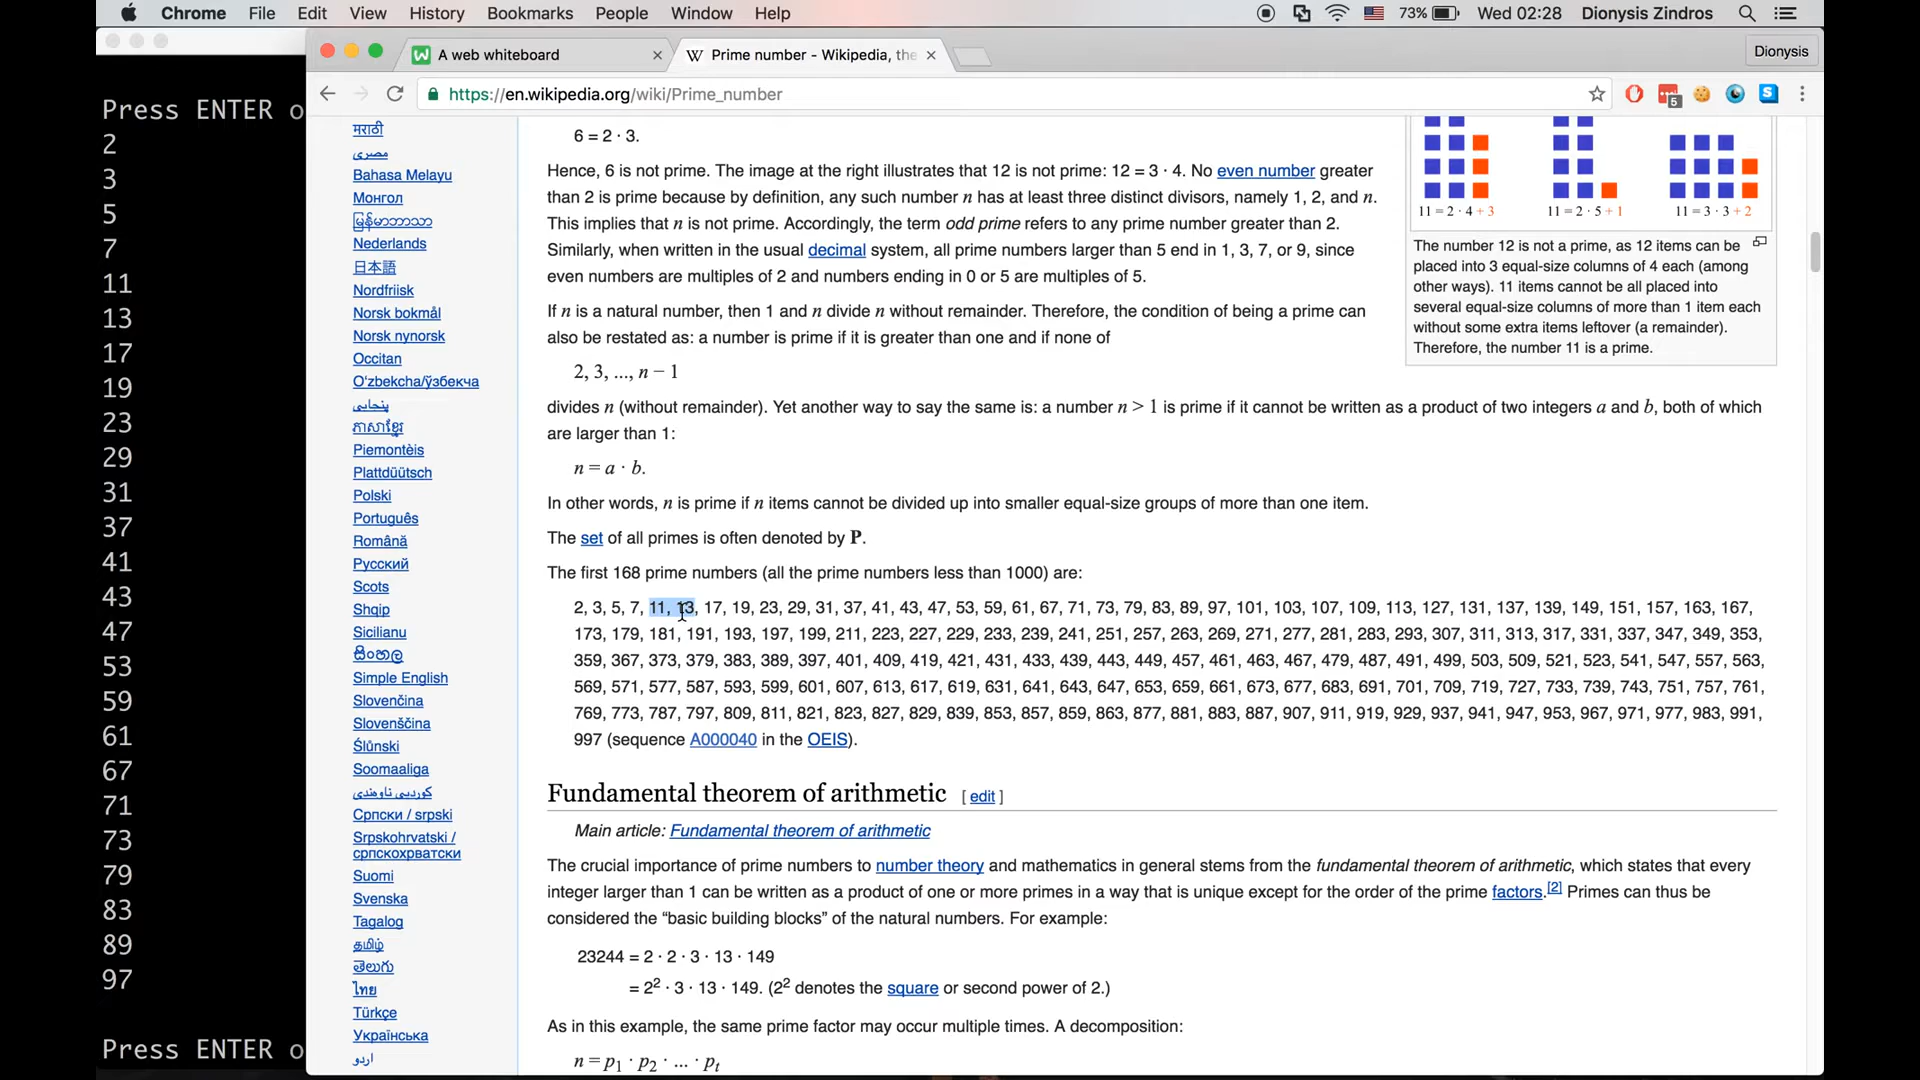 Chrome File Edit View History Bookmarks People Window Help 73% Wed 02:28 Dionysis Zindros
A web whiteboard
Prime number - Wikipedia, the
Dionysis
https://en.wikipedia.org/wiki/Prime_number
5
Press ENTER o
2
3
5
7
11
13
17
19
23
29
31
37
41
43
47
53
59
61
67
71
73
79
83
89
97
Press ENTER o
मराठी
مصرى
Bahasa Melayu
Монгол
မြန်မာဘာသာ
Nederlands
日本語
Nordfriisk
Norsk bokmål
Norsk nynorsk
Occitan
Oʻzbekcha/ўзбекча
پنجابی
ភាសាខ្មែរ
Piemontèis
Plattdüütsch
Polski
Português
Română
Русский
Scots
Shqip
Sicilianu
සිංහල
Simple English
Slovenčina
Slovenščina
Ślůnski
Soomaaliga
کوردیی ناوەندی
Српски / srpski
Srpskohrvatski /
српскохрватски
Suomi
Svenska
Tagalog
தமிழ்
తెలుగు
ไทย
Türkçe
Українська
اردو
6 = 2 · 3.
Hence, 6 is not prime. The image at the right illustrates that 12 is not prime: 12 = 3 · 4. No even number greater
than 2 is prime because by definition, any such number n has at least three distinct divisors, namely 1, 2, and n.
This implies that n is not prime. Accordingly, the term odd prime refers to any prime number greater than 2.
Similarly, when written in the usual decimal system, all prime numbers larger than 5 end in 1, 3, 7, or 9, since
even numbers are multiples of 2 and numbers ending in 0 or 5 are multiples of 5.
If n is a natural number, then 1 and n divide n without remainder. Therefore, the condition of being a prime can
also be restated as: a number is prime if it is greater than one and if none of
2, 3, ..., n − 1
divides n (without remainder). Yet another way to say the same is: a number n > 1 is prime if it cannot be written as a product of two integers a and b, both of which
are larger than 1:
n = a · b.
In other words, n is prime if n items cannot be divided up into smaller equal-size groups of more than one item.
The set of all primes is often denoted by P.
The first 168 prime numbers (all the prime numbers less than 1000) are:
2, 3, 5, 7, 11, 13, 17, 19, 23, 29, 31, 37, 41, 43, 47, 53, 59, 61, 67, 71, 73, 79, 83, 89, 97, 101, 103, 107, 109, 113, 127, 131, 137, 139, 149, 151, 157, 163, 167,
173, 179, 181, 191, 193, 197, 199, 211, 223, 227, 229, 233, 239, 241, 251, 257, 263, 269, 271, 277, 281, 283, 293, 307, 311, 313, 317, 331, 337, 347, 349, 353,
359, 367, 373, 379, 383, 389, 397, 401, 409, 419, 421, 431, 433, 439, 443, 449, 457, 461, 463, 467, 479, 487, 491, 499, 503, 509, 521, 523, 541, 547, 557, 563,
569, 571, 577, 587, 593, 599, 601, 607, 613, 617, 619, 631, 641, 643, 647, 653, 659, 661, 673, 677, 683, 691, 701, 709, 719, 727, 733, 739, 743, 751, 757, 761,
769, 773, 787, 797, 809, 811, 821, 823, 827, 829, 839, 853, 857, 859, 863, 877, 881, 883, 887, 907, 911, 919, 929, 937, 941, 947, 953, 967, 971, 977, 983, 991,
997 (sequence A000040 in the OEIS).
Fundamental theorem of arithmetic [ edit ]
Main article: Fundamental theorem of arithmetic
The crucial importance of prime numbers to number theory and mathematics in general stems from the fundamental theorem of arithmetic, which states that every
integer larger than 1 can be written as a product of one or more primes in a way that is unique except for the order of the prime factors.[2] Primes can thus be
considered the “basic building blocks” of the natural numbers. For example:
23244 = 2 · 2 · 3 · 13 · 149
= 2² · 3 · 13 · 149. (2² denotes the square or second power of 2.)
As in this example, the same prime factor may occur multiple times. A decomposition:
n = p₁ · p₂ · ... · pₜ
11 = 2 · 4 + 3
11 = 2 · 5 + 1
11 = 3 · 3 + 2
The number 12 is not a prime, as 12 items can be
placed into 3 equal-size columns of 4 each (among
other ways). 11 items cannot be all placed into
several equal-size columns of more than 1 item each
without some extra items leftover (a remainder).
Therefore, the number 11 is a prime.